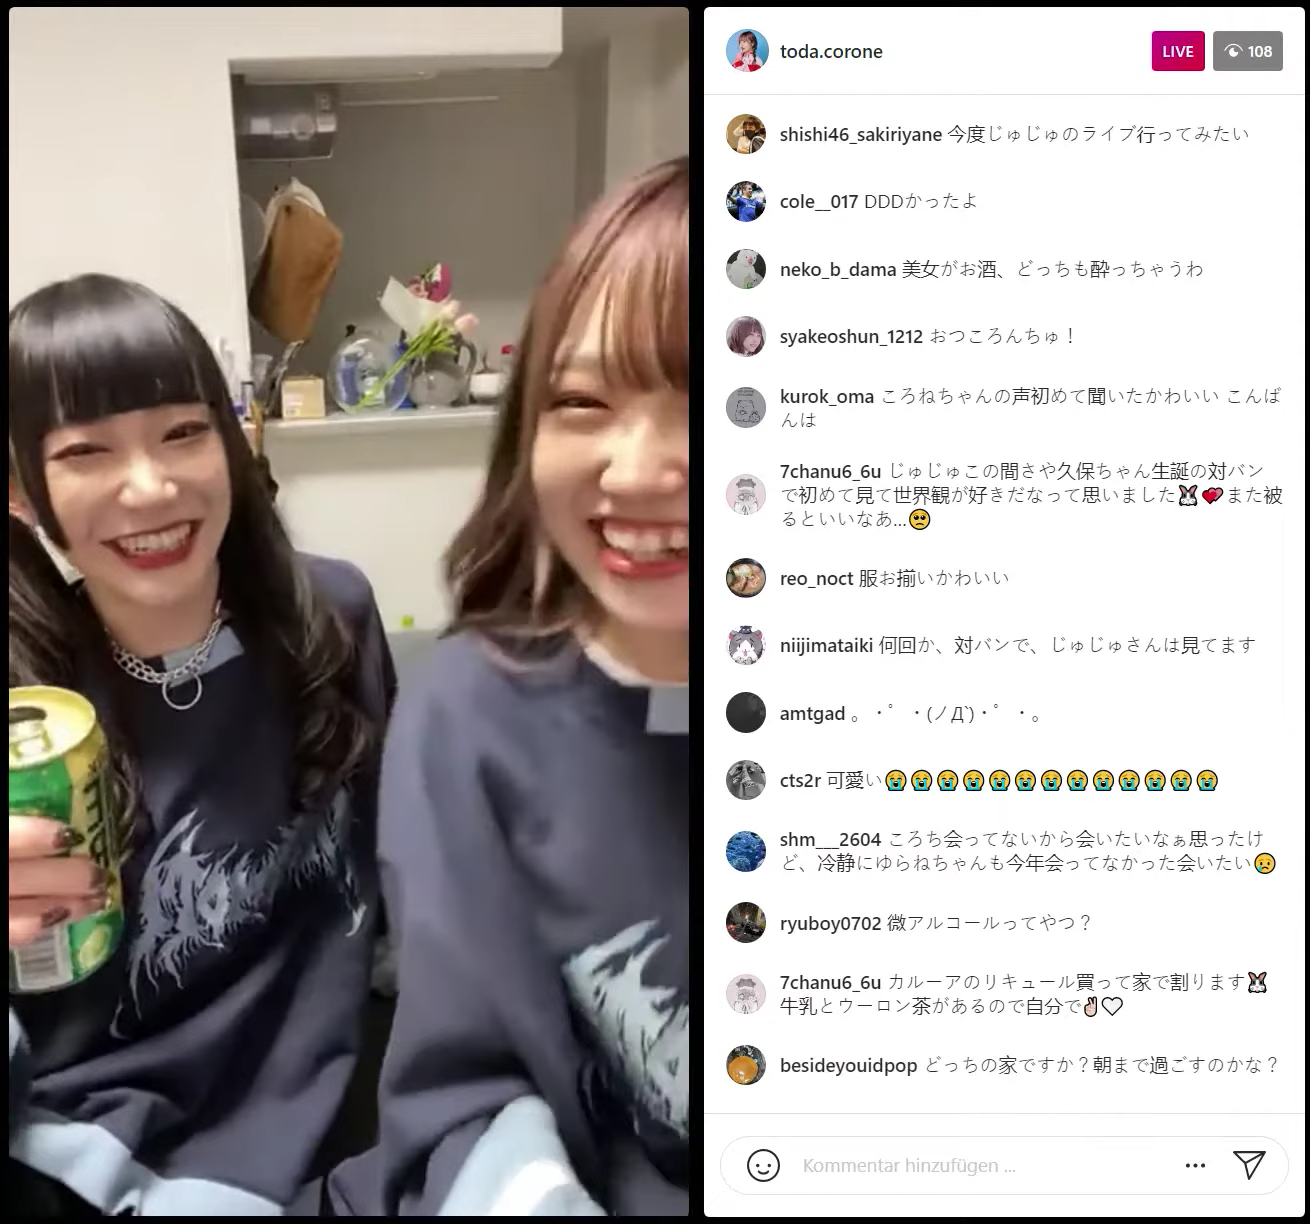 toda.corone
LIVE
108
shishi46_sakiriyane 今度じゅじゅのライブ行ってみたい
cole__017 DDDかったよ
neko_b_dama 美女がお酒、どっちも酔っちゃうわ
syakeoshun_1212 おつころんちゅ！
kurok_oma ころねちゃんの声初めて聞いたかわいい こんば
んは
7chanu6_6u じゅじゅこの間さや久保ちゃん生誕の対バン
で初めて見て世界観が好きだなって思いました🐰💕また被
るといいなあ...🥺
reo_noct 服お揃いかわいい
niijimataiki 何回か、対バンで、じゅじゅさんは見てます
amtgad 。・゜・(ノД`)・゜・。
cts2r 可愛い😭😭😭😭😭😭😭😭😭😭😭😭😭
shm___2604 ころち会ってないから会いたいなぁ思ったけ
ど、冷静にゆらねちゃんも今年会ってなかった会いたい😥
ryuboy0702 微アルコールってやつ？
7chanu6_6u カルーアのリキュール買って家で割ります🐰
牛乳とウーロン茶があるので自分で✌🏻♡
besideyouidpop どっちの家ですか？朝まで過ごすのかな？
Kommentar hinzufügen ...